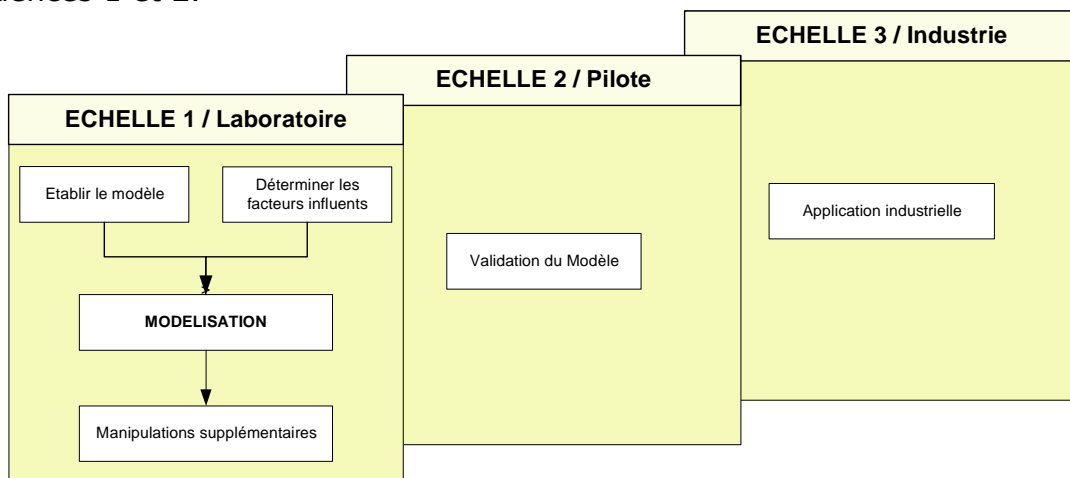 ECHELLE 3 / Industrie
ECHELLE 2 / Pilote
ECHELLE 1 / Laboratoire
Etablir le modèle
Déterminer les
facteurs influents
Application industrielle
Validation du Modèle
MODELISATION
Manipulations supplémentaires